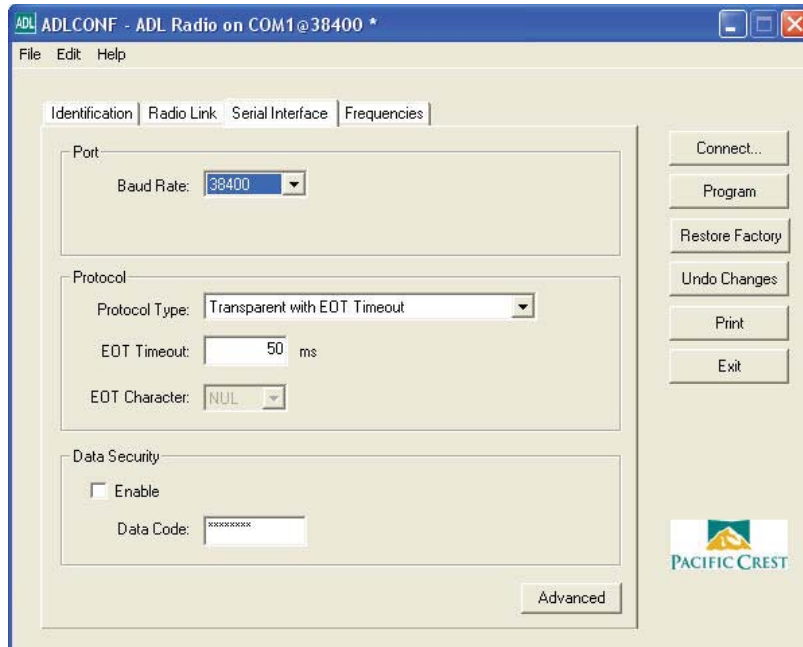 ADL ADLCONF - ADL Radio on COM1@38400 *
File Edit Help
Identification Radio Link Serial Interface Frequencies
Port
Baud Rate: 38400
Protocol
Protocol Type: Transparent with EOT Timeout
EOT Timeout: 50 ms
EOT Character: NUL
Data Security
Enable
Data Code: xxxxxxxx
Advanced
Connect...
Program
Restore Factory
Undo Changes
Print
Exit
PACIFIC CREST